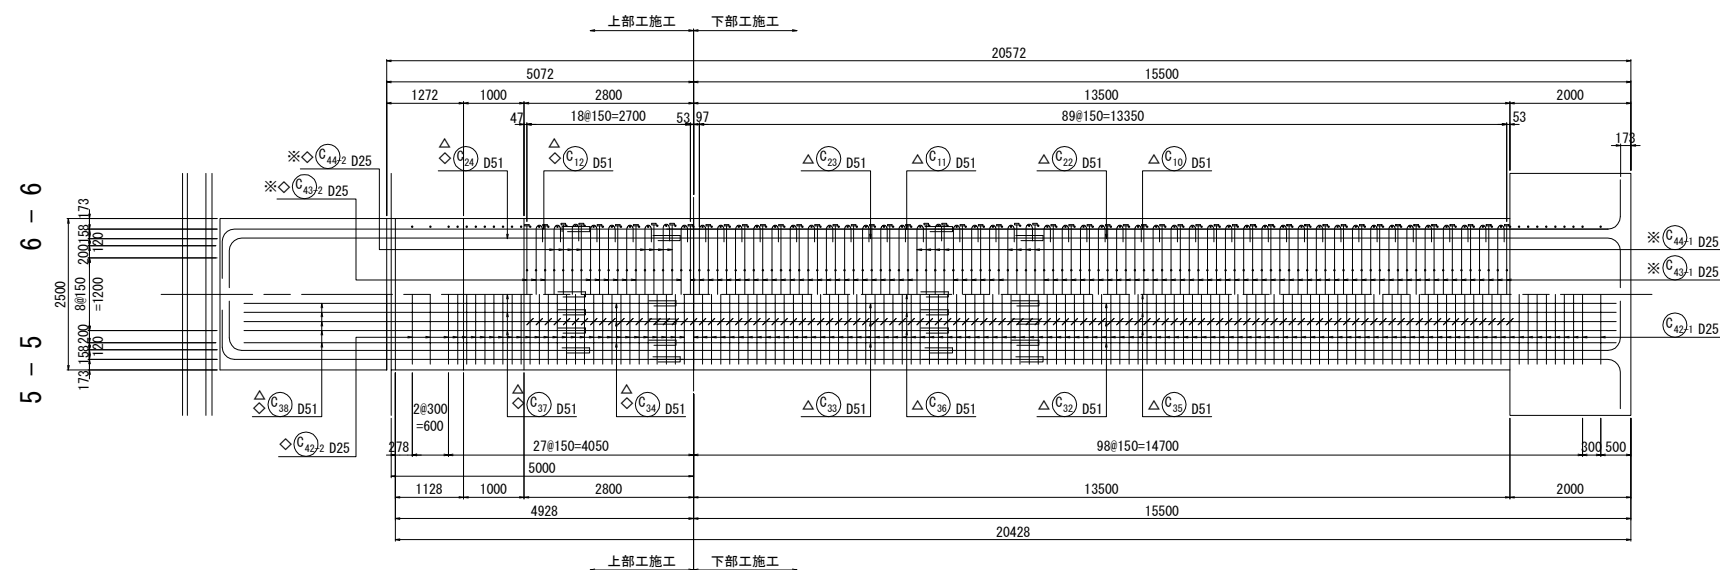 上部工施工 下部工施工
20572
5072 15500
1272 1000 2800 13500 2000
47 18@150=2700 53 97 89@150=13350 53
173
△
◇ C24 D51
△
◇ C12 D51
△ C23 D51
△ C11 D51
△ C22 D51
△ C10 D51
※◇ C44-2 D25
※◇ C43-2 D25
6 - 6
5 - 5
173
158
120
200
2500
8@150
=1200
200
120
158
173
※ C44-1 D25
※ C43-1 D25
C42-1 D25
△
◇ C38 D51
△
◇ C37 D51
△
◇ C34 D51
△ C33 D51
△ C36 D51
△ C32 D51
△ C35 D51
◇ C42-2 D25
2@300
=600
278 27@150=4050 98@150=14700 300 500
5000
1128 1000 2800 13500 2000
4928 15500
20428
上部工施工 下部工施工